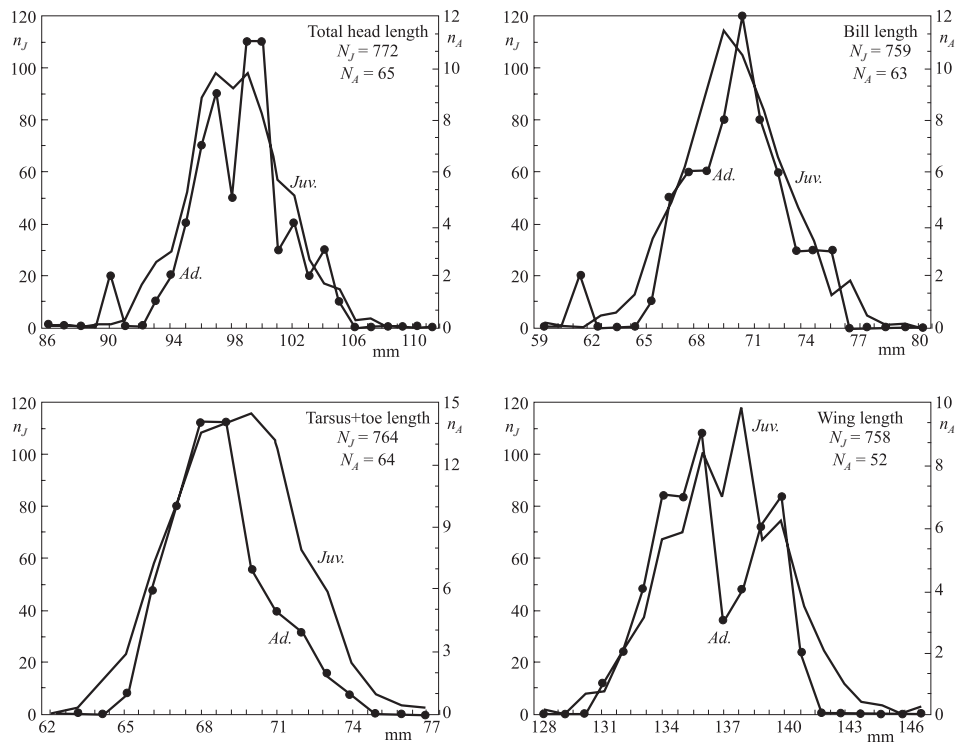 120
100
80
60
40
20
0
n_J
12
10
8
6
4
2
0
n_A
Total head length
N_J = 772
N_A = 65
Juv.
Ad.
86 90 94 98 102 106 110
mm
120
100
80
60
40
20
0
n_J
12
10
8
6
4
2
0
n_A
Bill length
N_J = 759
N_A = 63
Ad.
Juv.
59 62 65 68 71 74 77 80
mm
120
100
80
60
40
20
0
n_J
15
12
9
6
3
0
n_A
Tarsus+toe length
N_J = 764
N_A = 64
Juv.
Ad.
62 65 68 71 74 77
mm
120
100
80
60
40
20
0
n_J
10
8
6
4
2
0
n_A
Wing length
N_J = 758
N_A = 52
Juv.
Ad.
128 131 134 137 140 143 146
mm